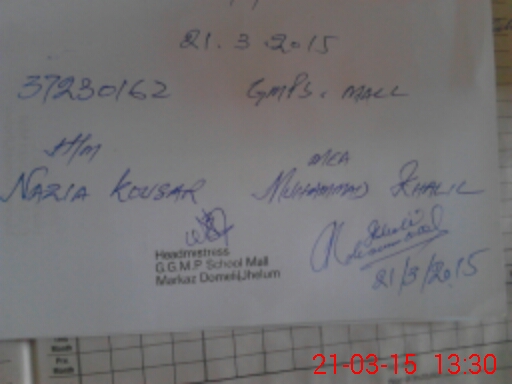 21.3.2015
37230162 GMPS. MALL
H/m MEA
NAZIA KOUSAR MUHAMMAD KHALIL
Headmistress
G.G.M.P School Mall
Markaz Domeli,Jhelum
21/3/2015
21-03-15 13:30